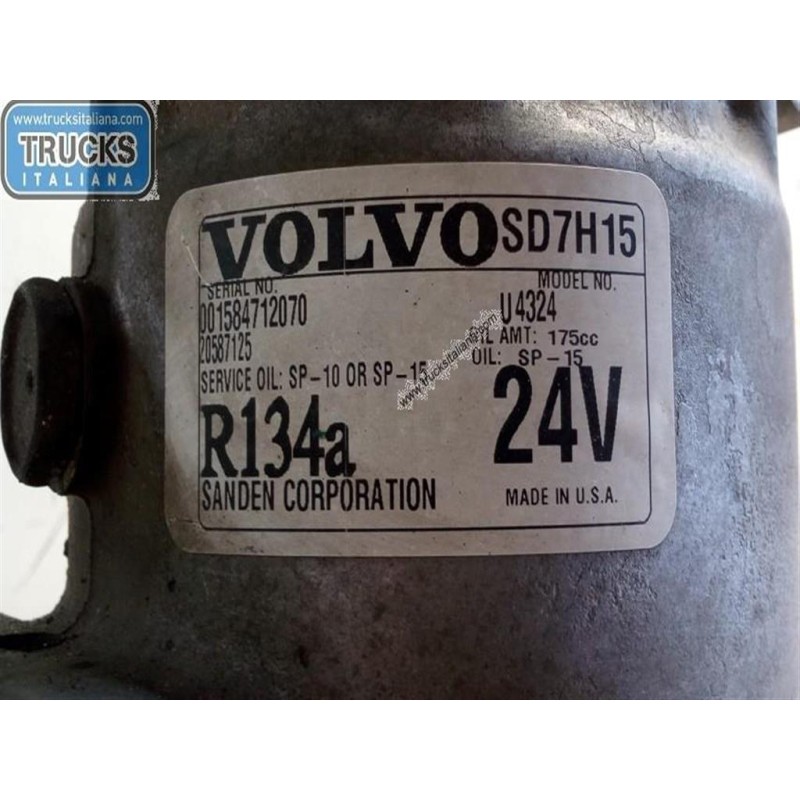 www.trucksitaliana.com
TRUCKS
ITALIANA
VOLVO SD7H15
SERIAL NO. MODEL NO.
001584712070 U4324
20587125 OIL AMT: 175cc
SERVICE OIL: SP-10 OR SP-15 OIL: SP-15
R134a 24V
SANDEN CORPORATION MADE IN U.S.A.
www.trucksitaliana.com